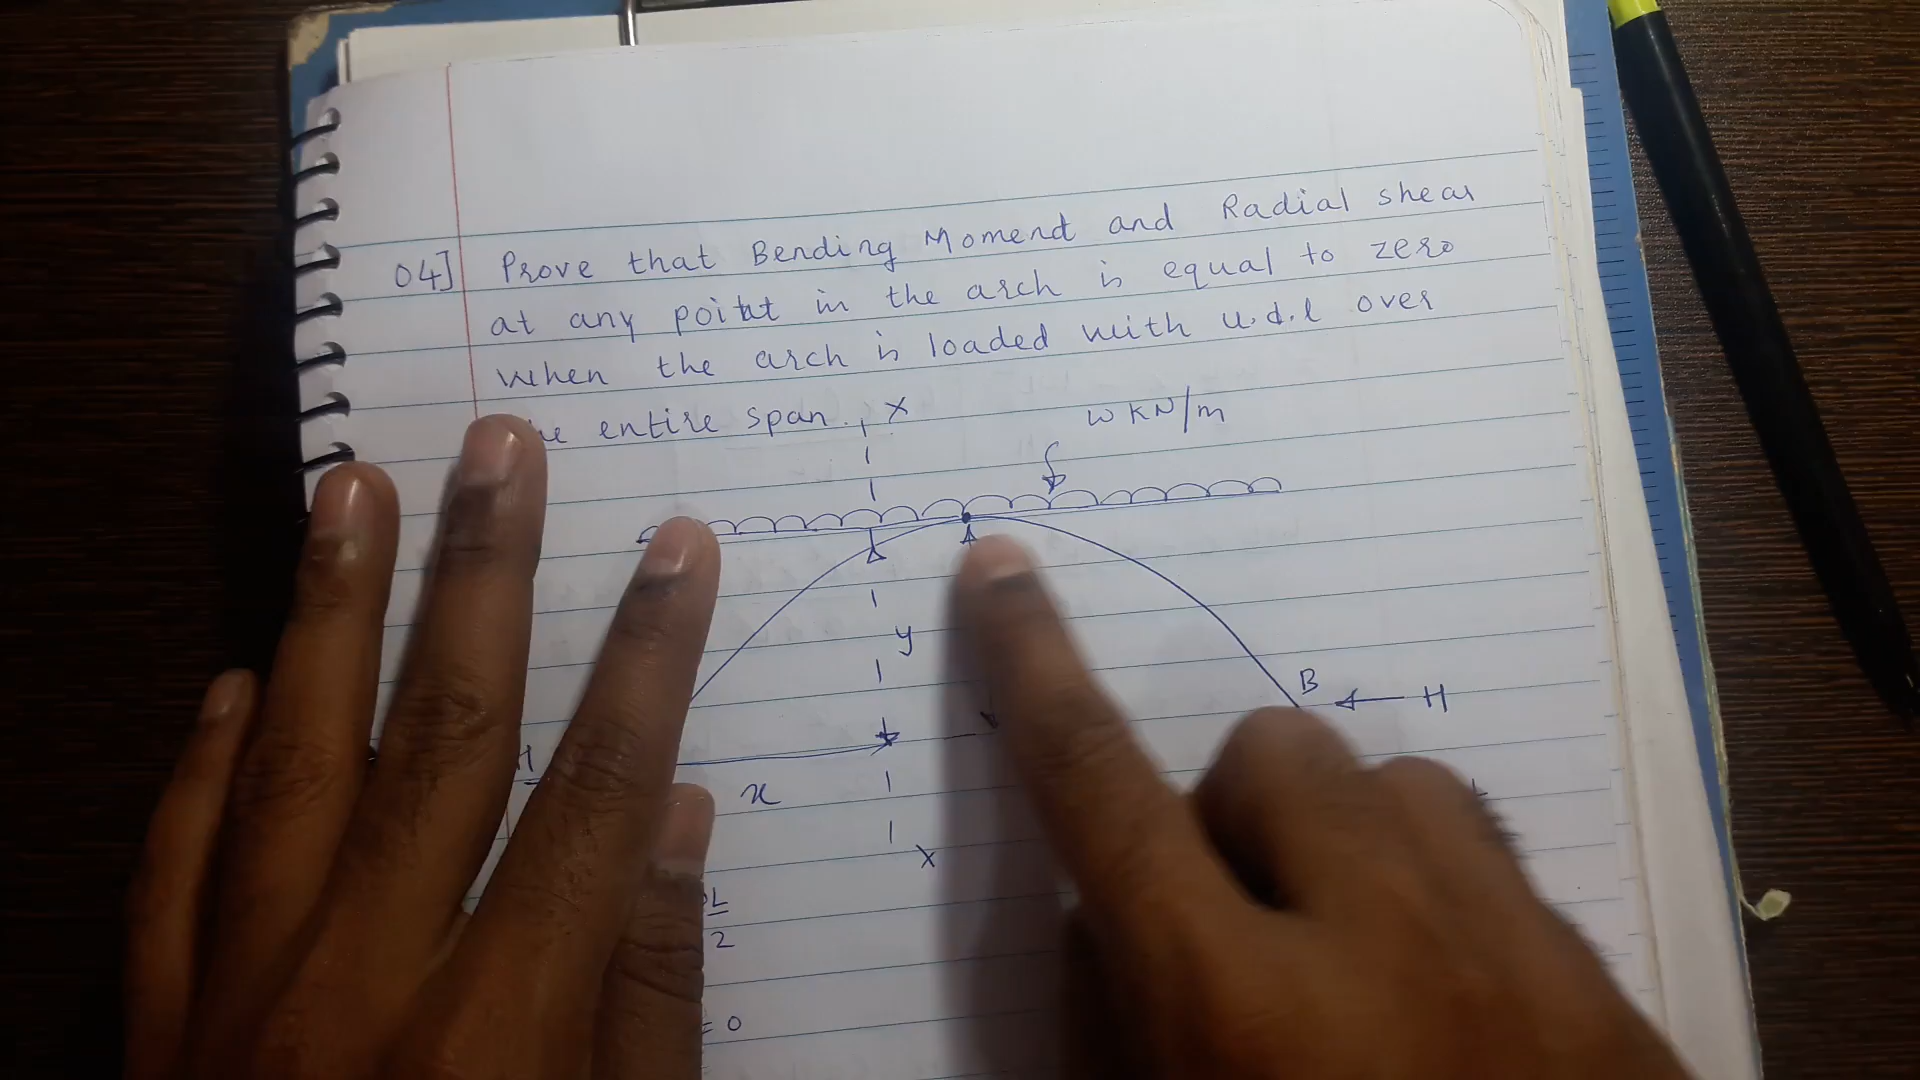 04] Prove that Bending Moment and Radial shear
at any point in the arch is equal to zero
when the arch is loaded with u.d.l over
entire span.
X
w KN/m
y
B
H
H
x
X
L
2
= 0